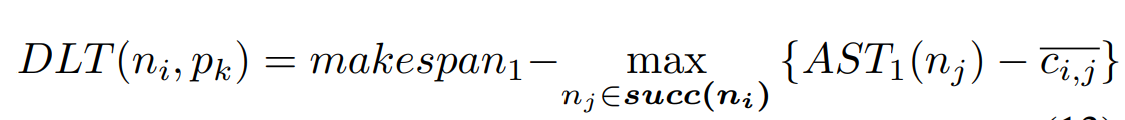 DLT(n_i, p_k) = makespan_1 − max_{n_j ∈ succ(n_i)} {AST_1(n_j) − \overline{c_{i,j}}}